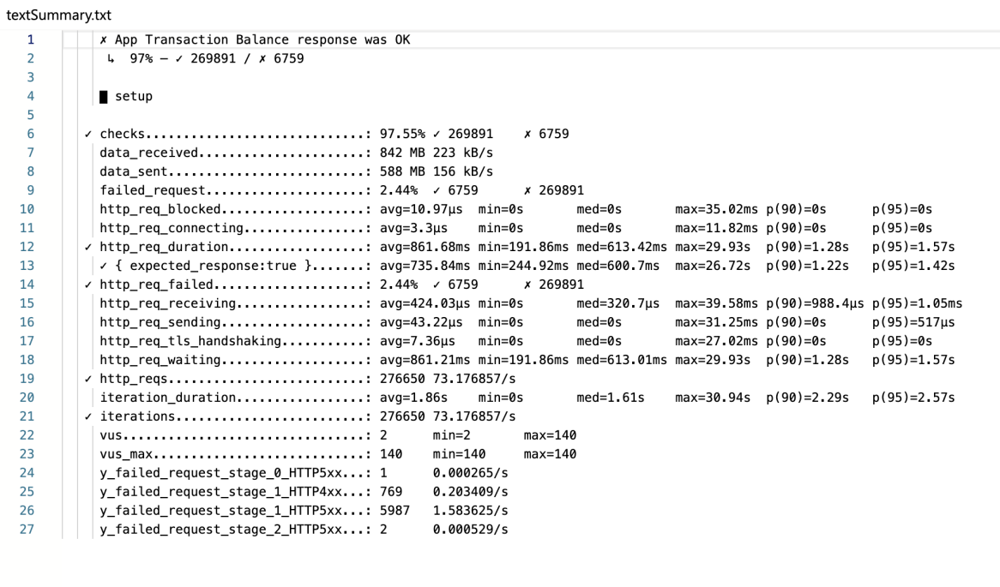 textSummary.txt
1 ✗ App Transaction Balance response was OK
2 ↳ 97% — ✓ 269891 / ✗ 6759
3
4 █ setup
5
6 ✓ checks.............................: 97.55% ✓ 269891 ✗ 6759
7 data_received......................: 842 MB 223 kB/s
8 data_sent..........................: 588 MB 156 kB/s
9 failed_request.....................: 2.44% ✓ 6759 ✗ 269891
10 http_req_blocked...................: avg=10.97µs min=0s med=0s max=35.02ms p(90)=0s p(95)=0s
11 http_req_connecting................: avg=3.3µs min=0s med=0s max=11.82ms p(90)=0s p(95)=0s
12 ✓ http_req_duration..................: avg=861.68ms min=191.86ms med=613.42ms max=29.93s p(90)=1.28s p(95)=1.57s
13 ✓ { expected_response:true }.......: avg=735.84ms min=244.92ms med=600.7ms max=26.72s p(90)=1.22s p(95)=1.42s
14 ✓ http_req_failed....................: 2.44% ✓ 6759 ✗ 269891
15 http_req_receiving.................: avg=424.03µs min=0s med=320.7µs max=39.58ms p(90)=988.4µs p(95)=1.05ms
16 http_req_sending...................: avg=43.22µs min=0s med=0s max=31.25ms p(90)=0s p(95)=517µs
17 http_req_tls_handshaking...........: avg=7.36µs min=0s med=0s max=27.02ms p(90)=0s p(95)=0s
18 http_req_waiting...................: avg=861.21ms min=191.86ms med=613.01ms max=29.93s p(90)=1.28s p(95)=1.57s
19 ✓ http_reqs..........................: 276650 73.176857/s
20 iteration_duration.................: avg=1.86s min=0s med=1.61s max=30.94s p(90)=2.29s p(95)=2.57s
21 ✓ iterations.........................: 276650 73.176857/s
22 vus................................: 2 min=2 max=140
23 vus_max............................: 140 min=140 max=140
24 y_failed_request_stage_0_HTTP5xx...: 1 0.000265/s
25 y_failed_request_stage_1_HTTP4xx...: 769 0.203409/s
26 y_failed_request_stage_1_HTTP5xx...: 5987 1.583625/s
27 y_failed_request_stage_2_HTTP5xx...: 2 0.000529/s